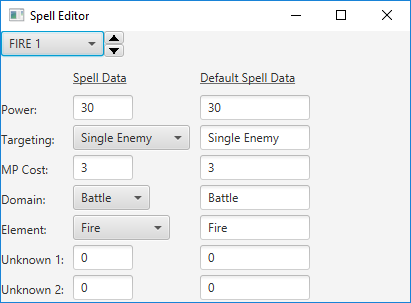 Spell Editor
FIRE 1
Spell Data Default Spell Data
Power: 30 30
Targeting: Single Enemy Single Enemy
MP Cost: 3 3
Domain: Battle Battle
Element: Fire Fire
Unknown 1: 0 0
Unknown 2: 0 0